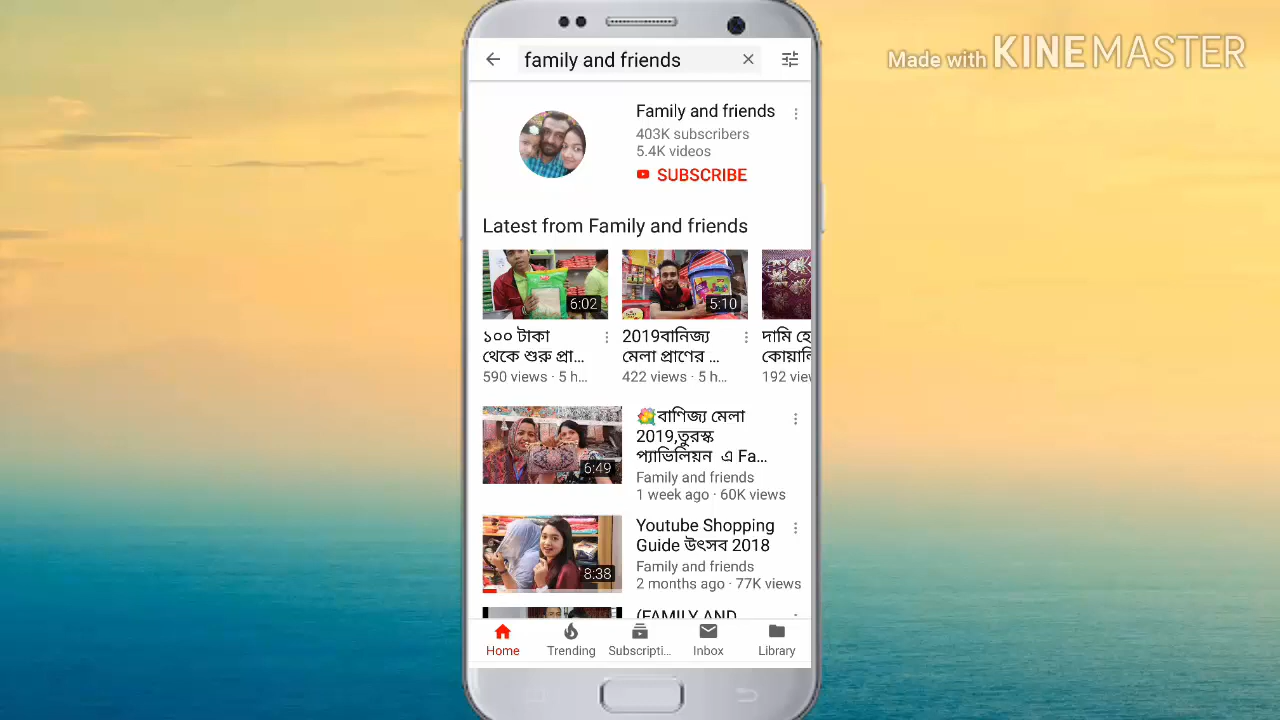 Made with KINEMASTER
family and friends
Family and friends
403K subscribers
5.4K videos
SUBSCRIBE
Latest from Family and friends
6:02
5:10
১০০ টাকা
থেকে শুরু প্রা...
590 views · 5 h...
2019বানিজ্য
মেলা প্রাণের ...
422 views · 5 h...
দামি হে
কোয়ালি
192 view
6:49
বাণিজ্য মেলা
2019,তুরস্ক
প্যাভিলিয়ন এ Fa...
Family and friends
1 week ago · 60K views
8:38
Youtube Shopping
Guide উৎসব 2018
Family and friends
2 months ago · 77K views
(FAMILY AND
Home
Trending
Subscripti...
Inbox
Library